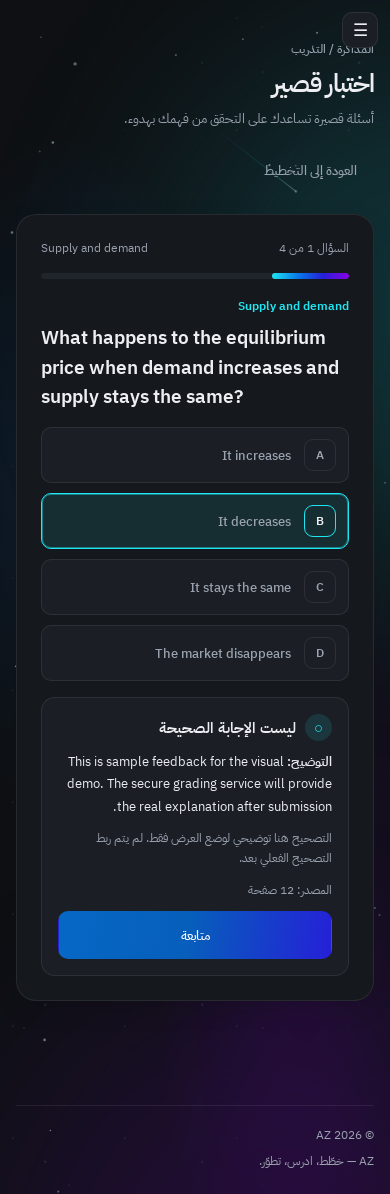 المذاكرة / التدريب
اختبار قصير
أسئلة قصيرة تساعدك على التحقق من فهمك بهدوء.
العودة إلى التخطيط
السؤال 1 من 4
Supply and demand
Supply and demand
What happens to the equilibrium
price when demand increases and
supply stays the same?
A It increases
B It decreases
C It stays the same
D The market disappears
ليست الإجابة الصحيحة
التوضيح: This is sample feedback for the visual
demo. The secure grading service will provide
the real explanation after submission.
التصحيح هنا توضيحي لوضع العرض فقط. لم يتم ربط
التصحيح الفعلي بعد.
المصدر: 12 صفحة
متابعة
© 2026 AZ
AZ — خطّط، ادرس، تطوّر.